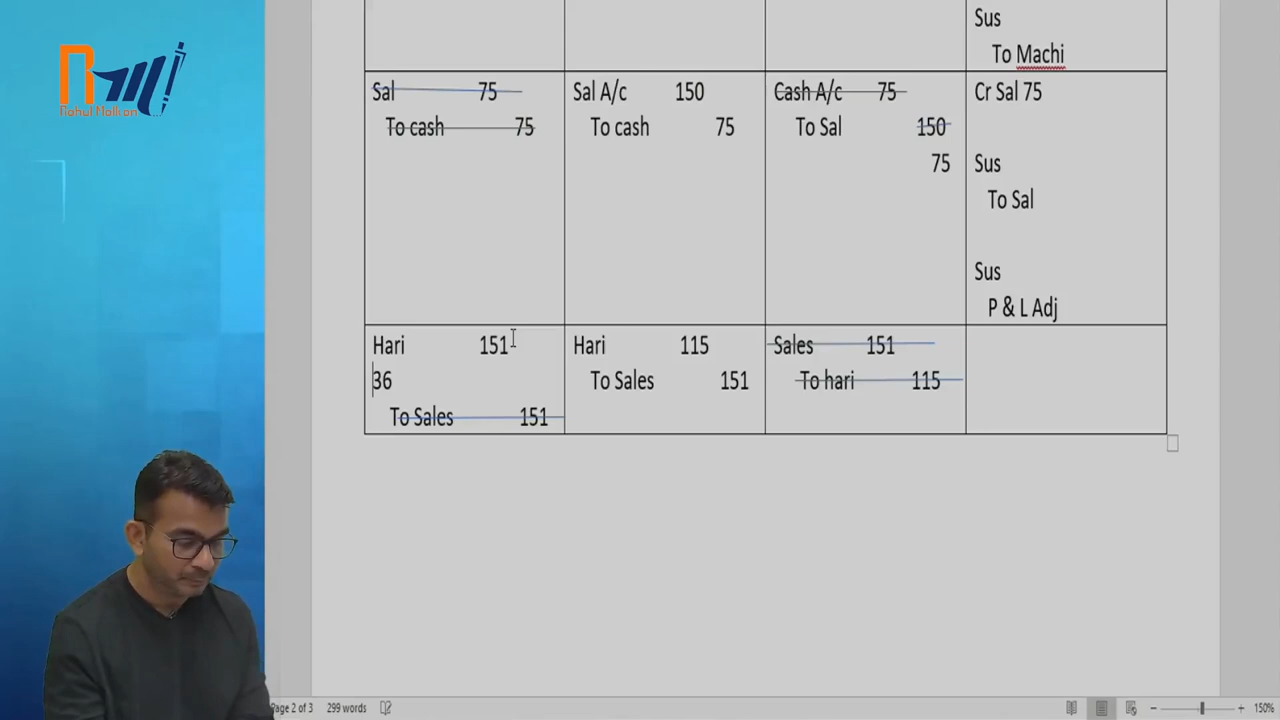 Rahul Malkan
Sus
To Machi
Sal 75
To cash 75
Sal A/c 150
To cash 75
Cash A/c 75
To Sal 150
75
Cr Sal 75
Sus
To Sal
Sus
P & L Adj
Hari 151
36
To Sales 151
Hari 115
To Sales 151
Sales 151
To hari 115
Page 2 of 3 299 words 150%